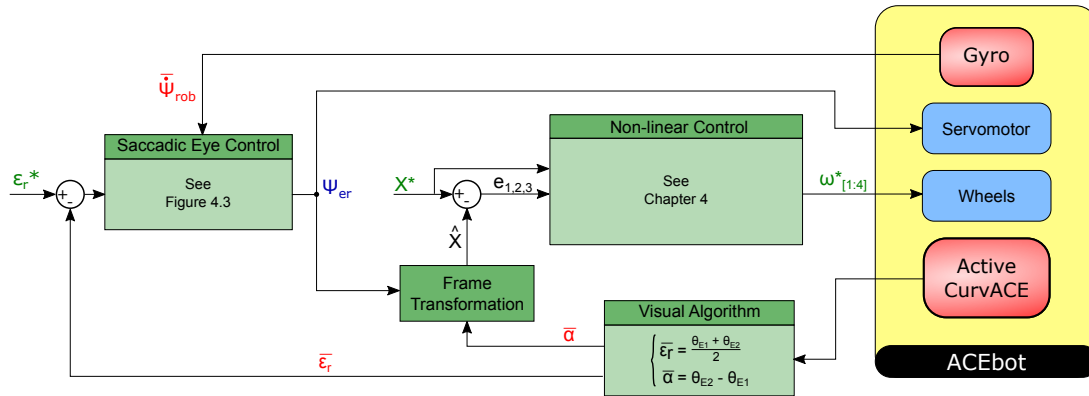 Gyro
Ψ̇̅rob
Saccadic Eye Control
Non-linear Control
Servomotor
εr*
+
-
See
Figure 4.3
Ψer
X*
+
-
e1,2,3
See
Chapter 4
ω*[1:4]
Wheels
X̂
Frame
Transformation
Active
CurvACE
Visual Algorithm
α̅
ε̅r = θE1 + θE2 / 2
α̅ = θE2 - θE1
ε̅r
ACEbot